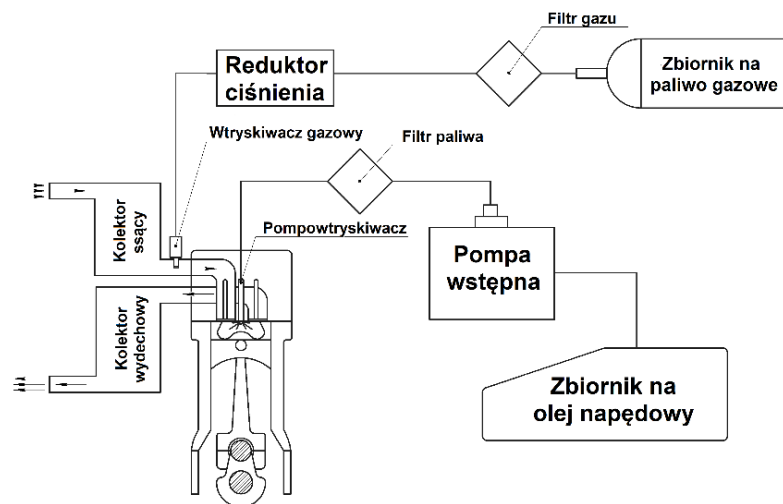 Filtr gazu
Reduktor
ciśnienia
Zbiornik na
paliwo gazowe
Wtryskiwacz gazowy
Filtr paliwa
Kolektor
ssący
Pompowtryskiwacz
Pompa
wstępna
Kolektor
wydechowy
Zbiornik na
olej napędowy